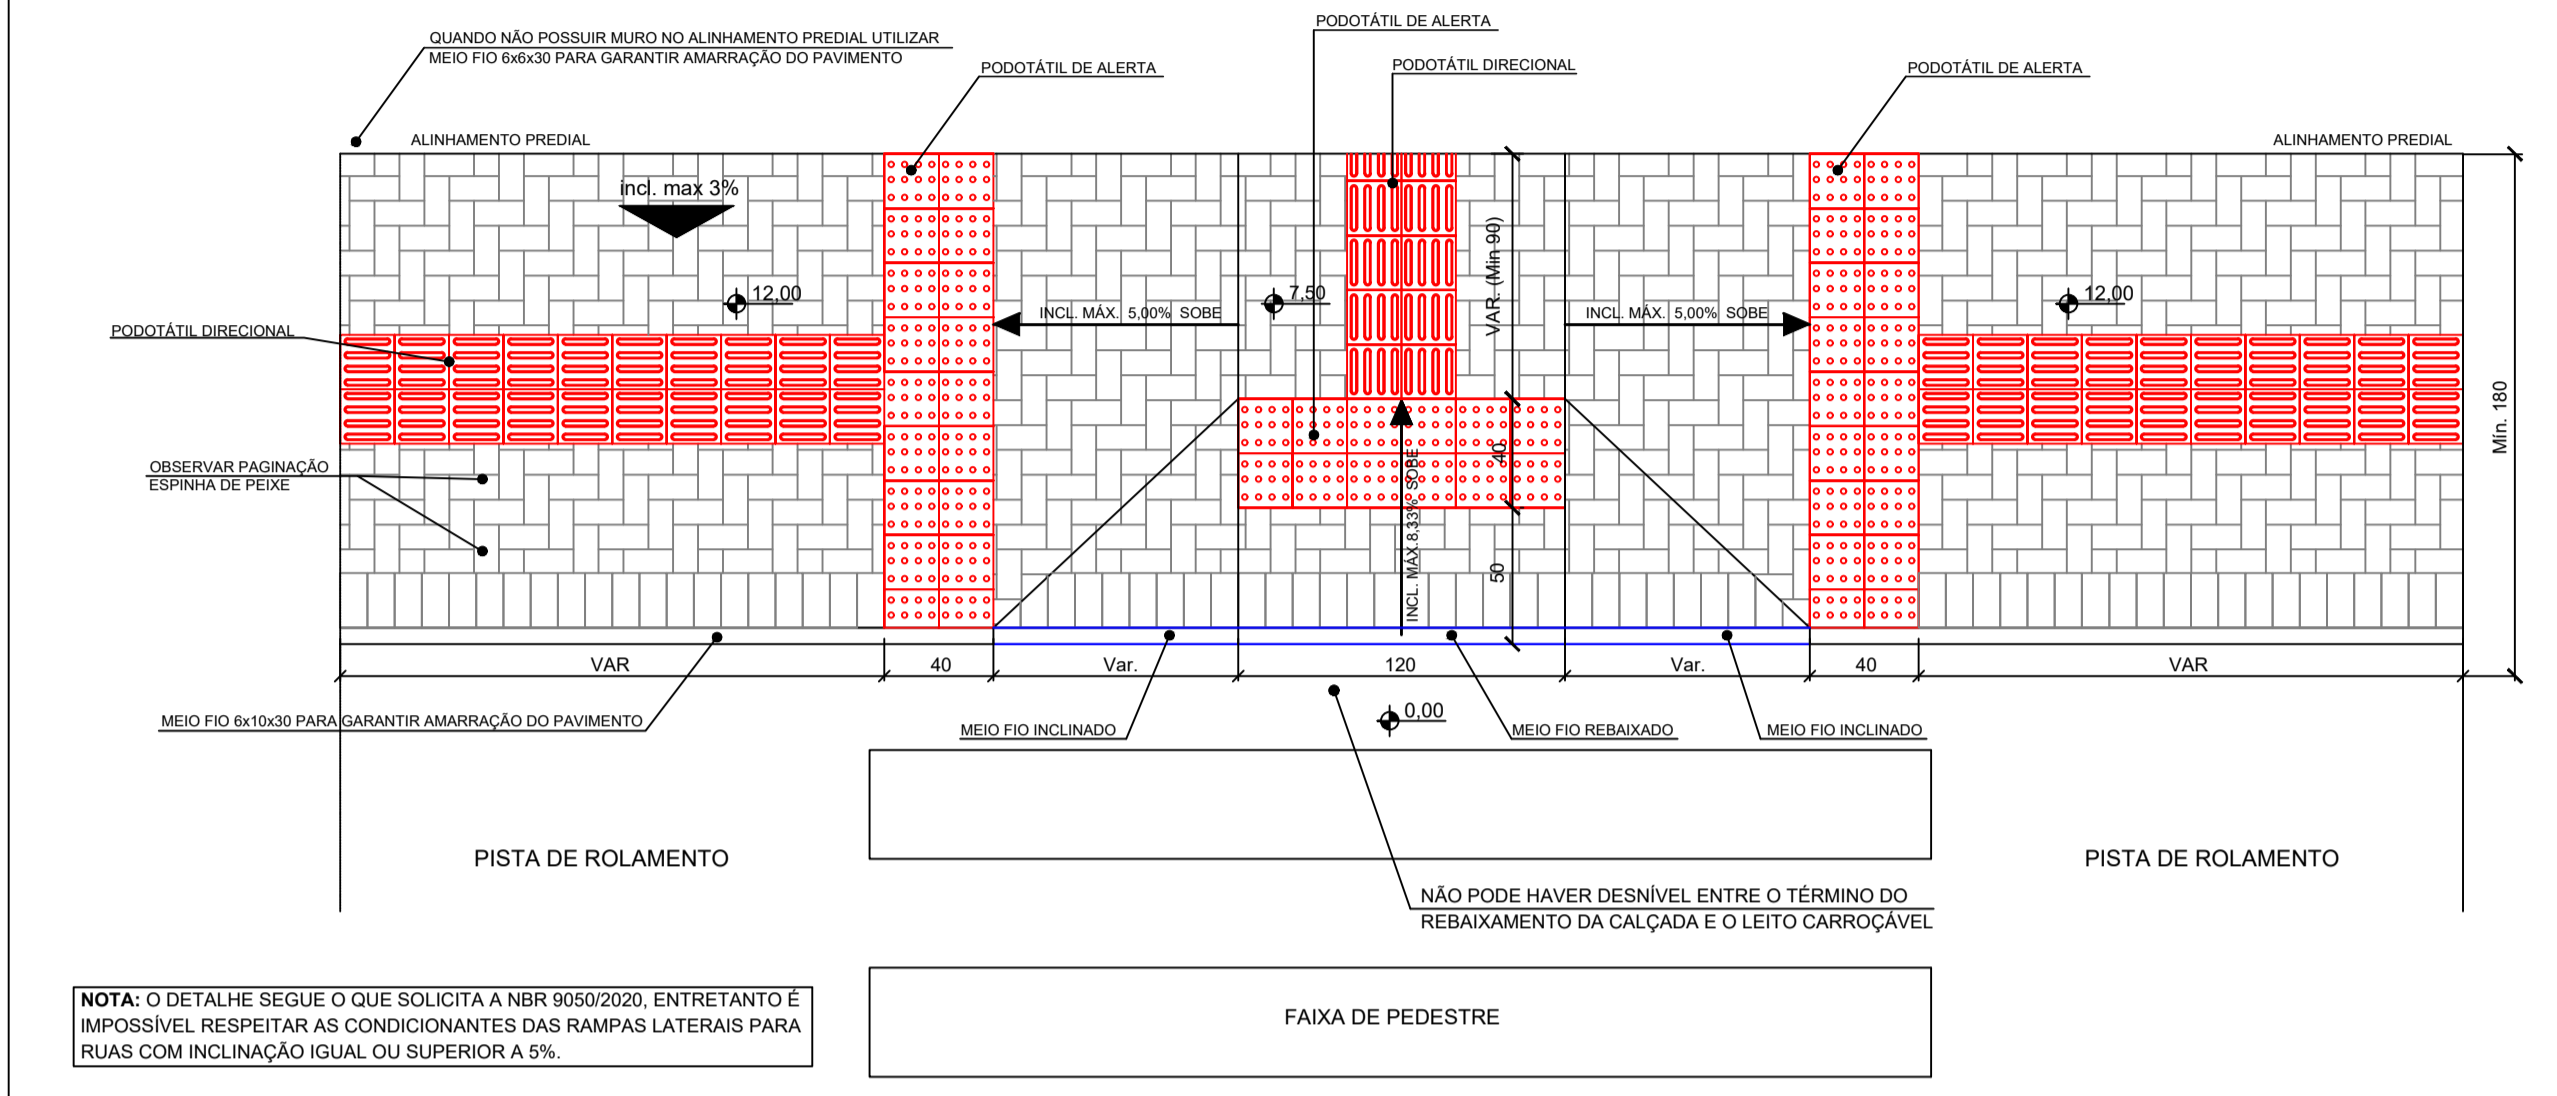 PODOTÁTIL DE ALERTA
QUANDO NÃO POSSUIR MURO NO ALINHAMENTO PREDIAL UTILIZAR
MEIO FIO 6x6x30 PARA GARANTIR AMARRAÇÃO DO PAVIMENTO
PODOTÁTIL DE ALERTA
PODOTÁTIL DIRECIONAL
PODOTÁTIL DE ALERTA
ALINHAMENTO PREDIAL
ALINHAMENTO PREDIAL
incl. max 3%
12,00
7,50
12,00
VAR. (Min 90)
INCL. MÁX. 5,00% SOBE
INCL. MÁX. 5,00% SOBE
PODOTÁTIL DIRECIONAL
Mín. 180
40
OBSERVAR PAGINAÇÃO
ESPINHA DE PEIXE
INCL. MÁX.8,33% SOBE
50
VAR
40
Var.
120
Var.
40
VAR
MEIO FIO 6x10x30 PARA GARANTIR AMARRAÇÃO DO PAVIMENTO
0,00
MEIO FIO INCLINADO
MEIO FIO REBAIXADO
MEIO FIO INCLINADO
PISTA DE ROLAMENTO
PISTA DE ROLAMENTO
NÃO PODE HAVER DESNÍVEL ENTRE O TÉRMINO DO
REBAIXAMENTO DA CALÇADA E O LEITO CARROÇÁVEL
NOTA: O DETALHE SEGUE O QUE SOLICITA A NBR 9050/2020, ENTRETANTO É
IMPOSSÍVEL RESPEITAR AS CONDICIONANTES DAS RAMPAS LATERAIS PARA
RUAS COM INCLINAÇÃO IGUAL OU SUPERIOR A 5%.
FAIXA DE PEDESTRE